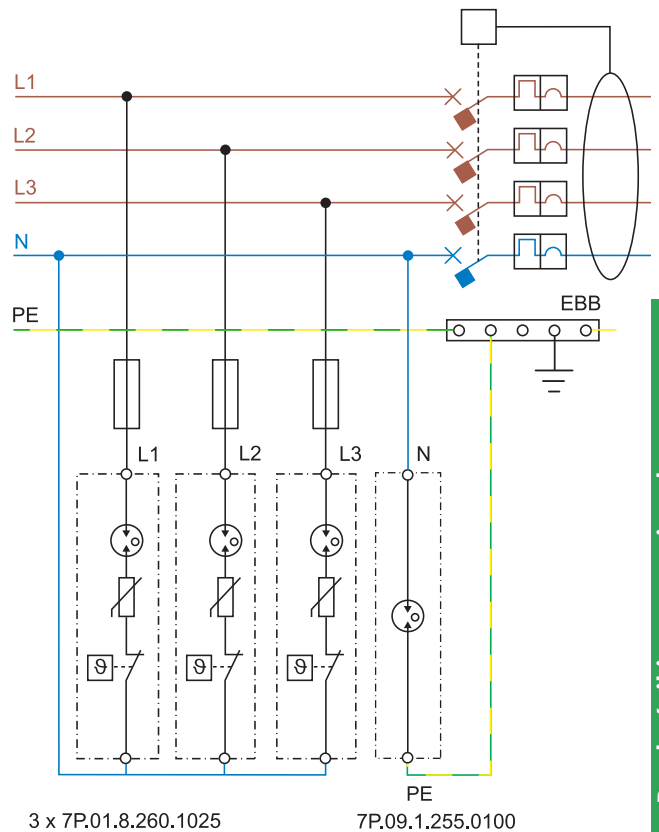 L1
L2
L3
N
PE
EBB
L1
L2
L3
N
ϑ
ϑ
ϑ
PE
3 x 7P.01.8.260.1025
7P.09.1.255.0100